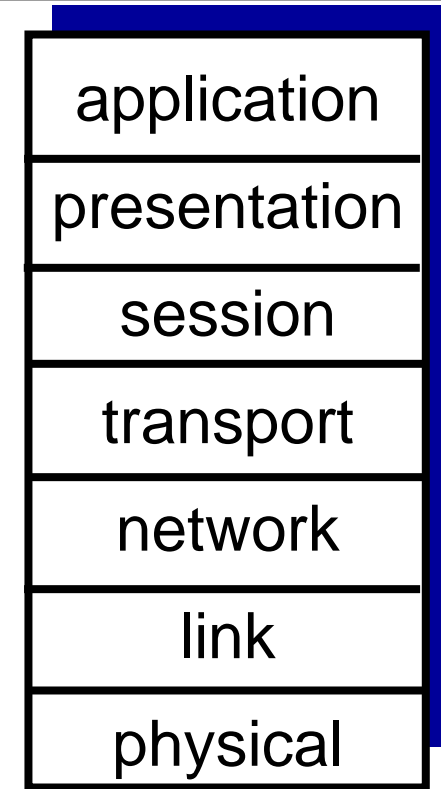 application
presentation
session
transport
network
link
physical